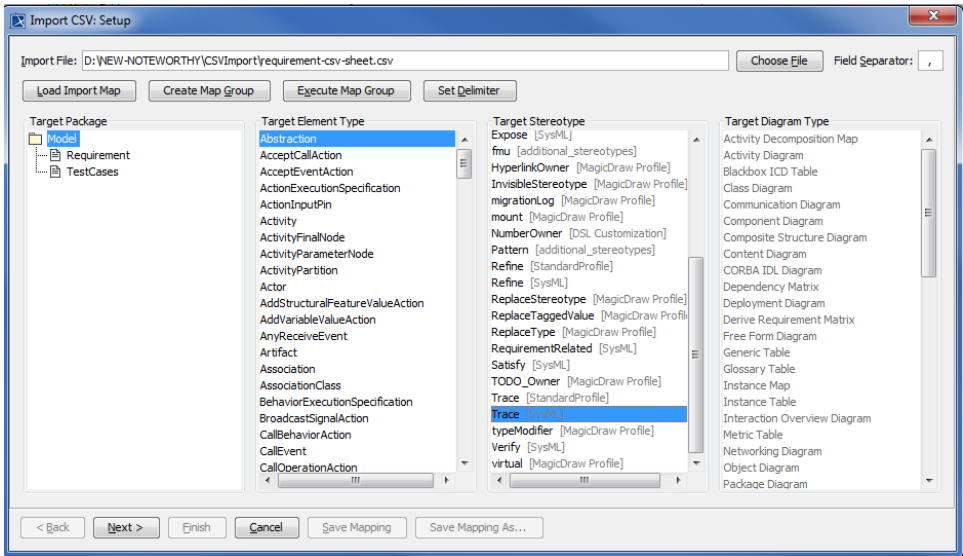 Import CSV: Setup
Import File: D:\NEW-NOTEWORTHY\CSVImport\requirement-csv-sheet.csv Choose File Field Separator: ,
Load Import Map Create Map Group Execute Map Group Set Delimiter
Target Package
Model
Requirement
TestCases
Target Element Type
Abstraction
AcceptCallAction
AcceptEventAction
ActionExecutionSpecification
ActionInputPin
Activity
ActivityFinalNode
ActivityParameterNode
ActivityPartition
Actor
AddStructuralFeatureValueAction
AddVariableValueAction
AnyReceiveEvent
Artifact
Association
AssociationClass
BehaviorExecutionSpecification
BroadcastSignalAction
CallBehaviorAction
CallEvent
CallOperationAction
Target Stereotype
Expose [SysML]
fmu [additional_stereotypes]
HyperlinkOwner [MagicDraw Profile]
InvisibleStereotype [MagicDraw Profile]
migrationLog [MagicDraw Profile]
mount [MagicDraw Profile]
NumberOwner [DSL Customization]
Pattern [additional_stereotypes]
Refine [StandardProfile]
Refine [SysML]
ReplaceStereotype [MagicDraw Profile]
ReplaceTaggedValue [MagicDraw Profil
ReplaceType [MagicDraw Profile]
RequirementRelated [SysML]
Satisfy [SysML]
TODO_Owner [MagicDraw Profile]
Trace [StandardProfile]
Trace [SysML]
typeModifier [MagicDraw Profile]
Verify [SysML]
virtual [MagicDraw Profile]
Target Diagram Type
Activity Decomposition Map
Activity Diagram
Blackbox ICD Table
Class Diagram
Communication Diagram
Component Diagram
Composite Structure Diagram
Content Diagram
CORBA IDL Diagram
Dependency Matrix
Deployment Diagram
Derive Requirement Matrix
Free Form Diagram
Generic Table
Glossary Table
Instance Map
Instance Table
Interaction Overview Diagram
Metric Table
Networking Diagram
Object Diagram
Package Diagram
< Back Next > Finish Cancel Save Mapping Save Mapping As...